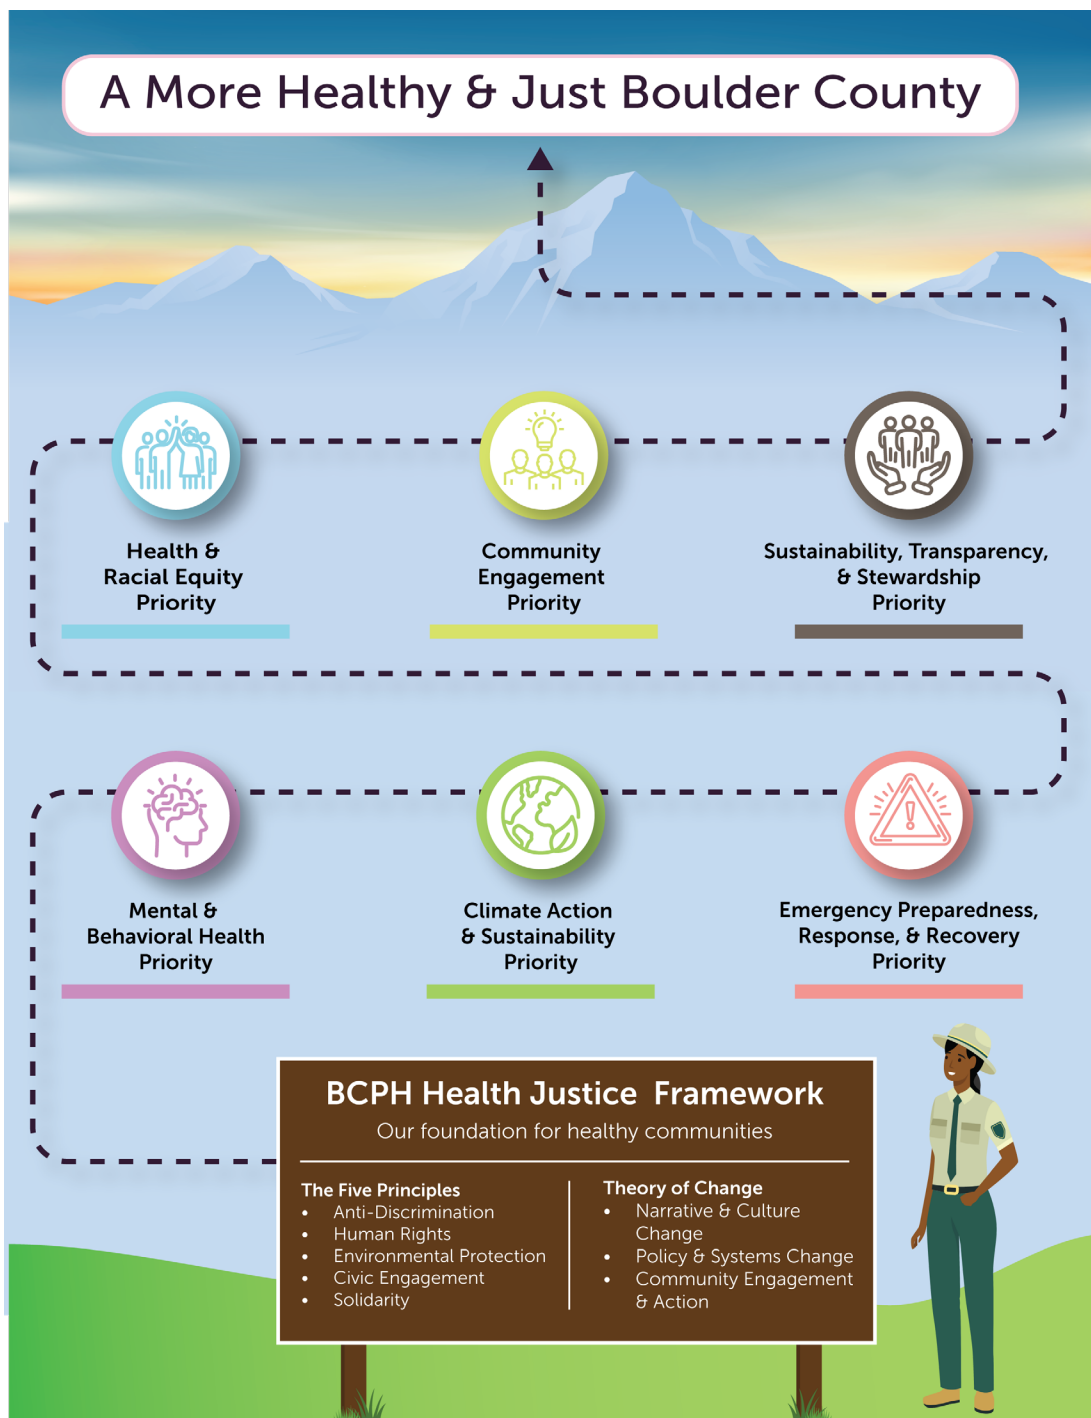 A More Healthy & Just Boulder County
Health &
Racial Equity
Priority
Community
Engagement
Priority
Sustainability, Transparency,
& Stewardship
Priority
Mental &
Behavioral Health
Priority
Climate Action
& Sustainability
Priority
Emergency Preparedness,
Response, & Recovery
Priority
BCPH Health Justice Framework
Our foundation for healthy communities
The Five Principles
• Anti-Discrimination
• Human Rights
• Environmental Protection
• Civic Engagement
• Solidarity
Theory of Change
• Narrative & Culture
Change
• Policy & Systems Change
• Community Engagement
& Action